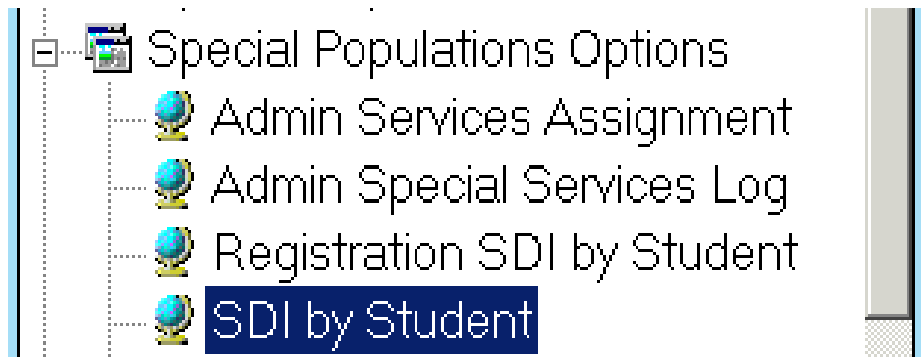 Special Populations Options
Admin Services Assignment
Admin Special Services Log
Registration SDI by Student
SDI by Student